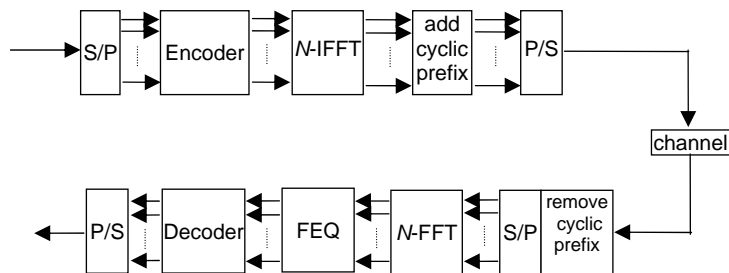 S/P
Encoder
N-IFFT
add
cyclic
prefix
P/S
channel
P/S
Decoder
FEQ
N-FFT
S/P
remove
cyclic
prefix